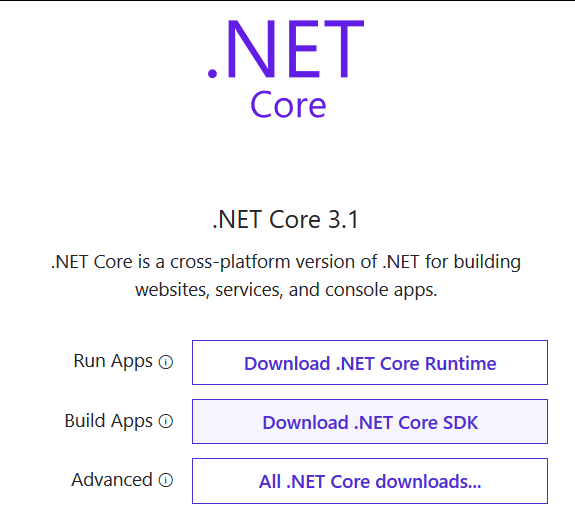 .NET
Core
.NET Core 3.1
.NET Core is a cross-platform version of .NET for building
websites, services, and console apps.
Run Apps ⓘ Download .NET Core Runtime
Build Apps ⓘ Download .NET Core SDK
Advanced ⓘ All .NET Core downloads...